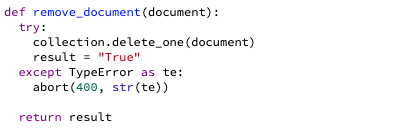 def remove_document(document):
  try:
    collection.delete_one(document)
    result = "True"
  except TypeError as te:
    abort(400, str(te))

  return result